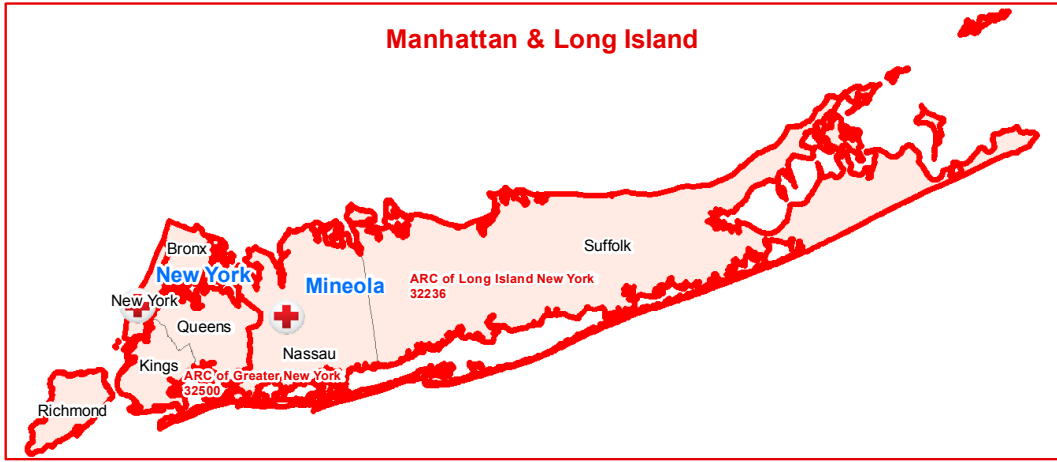 Manhattan & Long Island
Bronx
New York
Suffolk
Mineola
ARC of Long Island New York
32236
New York
Queens
Nassau
Kings
ARC of Greater New York
32500
Richmond